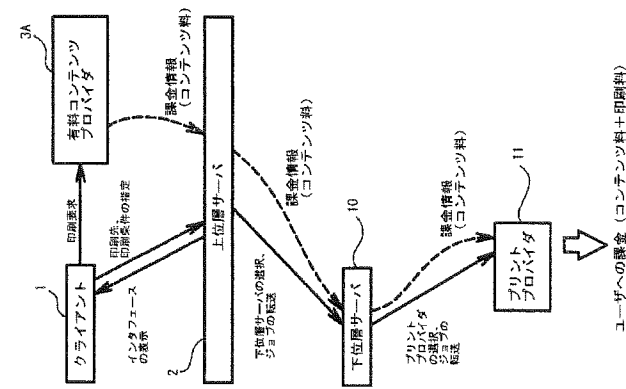 3A
有料コンテンツ
プロバイダ
1
クライアント
印刷要求
印刷先、
印刷条件の指定
インタフェース
の表示
課金情報
(コンテンツ料)
2
上位層サーバ
下位層サーバの選択、
ジョブの転送
課金情報
(コンテンツ料)
10
下位層サーバ
プリント
プロバイダ
の選択、
ジョブの
転送
課金情報
(コンテンツ料)
11
プリント
プロバイダ
ユーザへの課金 (コンテンツ料+印刷料)